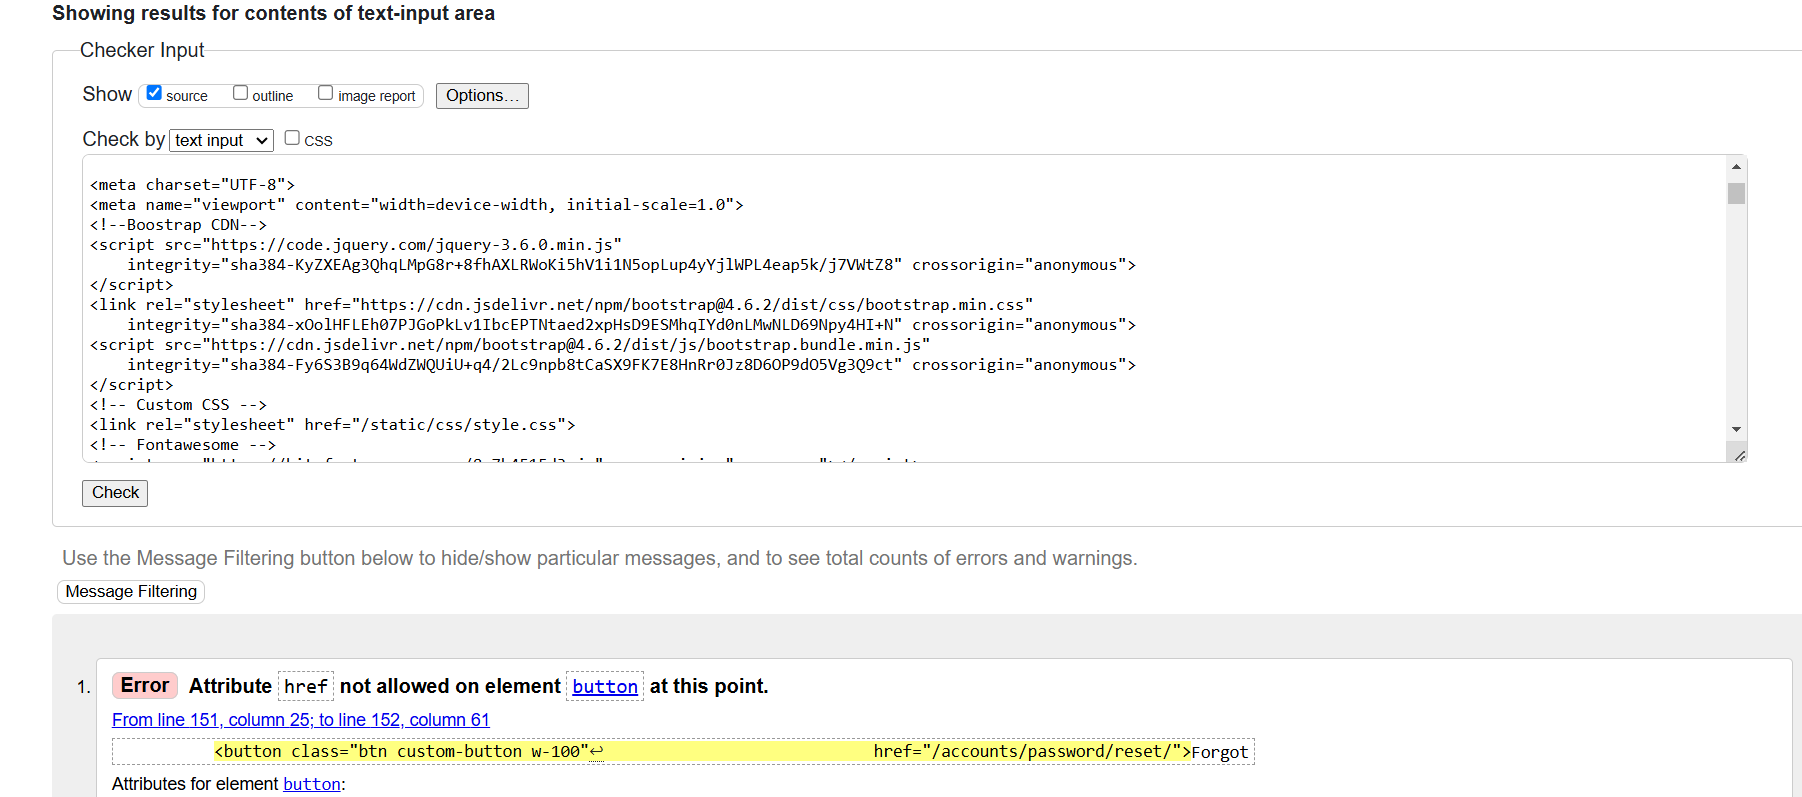 Showing results for contents of text-input area
Checker Input
Show source outline image report Options...
Check by text input CSS
<meta charset="UTF-8">
<meta name="viewport" content="width=device-width, initial-scale=1.0">
<!--Boostrap CDN-->
<script src="https://code.jquery.com/jquery-3.6.0.min.js"
integrity="sha384-KyZXEAg3QhqLMpG8r+8fhAXLRWoKi5hV1i1N5opLup4yYjlWPL4eap5k/j7VWtZ8" crossorigin="anonymous">
</script>
<link rel="stylesheet" href="https://cdn.jsdelivr.net/npm/bootstrap@4.6.2/dist/css/bootstrap.min.css"
integrity="sha384-xOolHFLEh07PJGoPkLv1IbcEPTNtaed2xpHsD9ESMhqIYd0nLMwNLD69Npy4HI+N" crossorigin="anonymous">
<script src="https://cdn.jsdelivr.net/npm/bootstrap@4.6.2/dist/js/bootstrap.bundle.min.js"
integrity="sha384-Fy6S3B9q64WdZWQUiU+q4/2Lc9npb8tCaSX9FK7E8HnRr0Jz8D6OP9dO5Vg3Q9ct" crossorigin="anonymous">
</script>
<!-- Custom CSS -->
<link rel="stylesheet" href="/static/css/style.css">
<!-- Fontawesome -->
Check
Use the Message Filtering button below to hide/show particular messages, and to see total counts of errors and warnings.
Message Filtering
1. Error Attribute href not allowed on element button at this point.
From line 151, column 25; to line 152, column 61
<button class="btn custom-button w-100"↩ href="/accounts/password/reset/">Forgot
Attributes for element button: